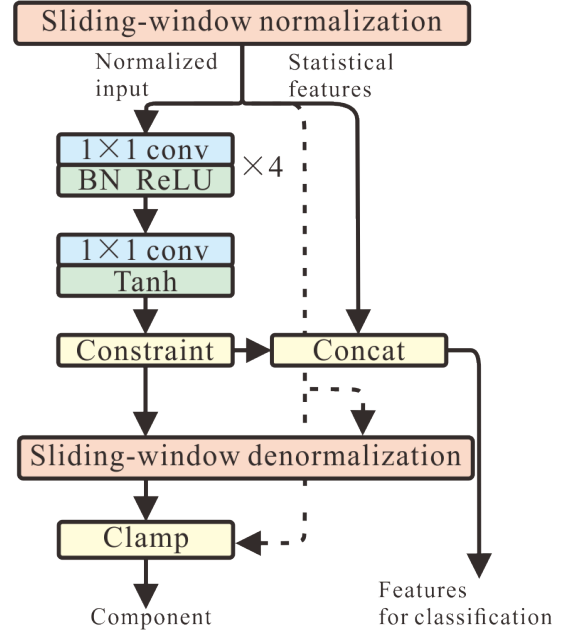 Sliding-window normalization
Normalized
input
Statistical
features
1×1 conv
BN ReLU
×4
1×1 conv
Tanh
Constraint
Concat
Sliding-window denormalization
Clamp
Component
Features
for classification